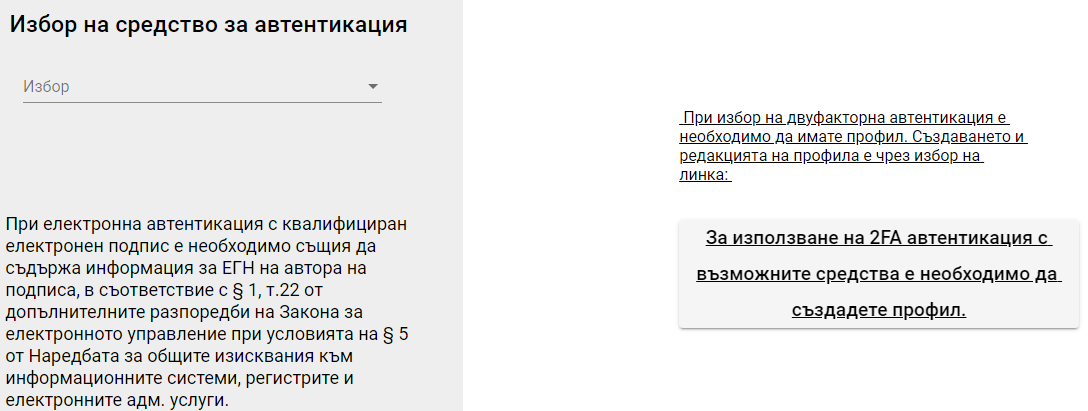 Избор на средство за автентикация
Избор
При електронна автентикация с квалифициран
електронен подпис е необходимо същия да
съдържа информация за ЕГН на автора на
подписа, в съответствие с § 1, т.22 от
допълнителните разпоредби на Закона за
електронното управление при условията на § 5
от Наредбата за общите изисквания към
информационните системи, регистрите и
електронните адм. услуги.
При избор на двуфакторна автентикация е
необходимо да имате профил. Създаването и
редакцията на профила е чрез избор на
линка:
За използване на 2FA автентикация с
възможните средства е необходимо да
създадете профил.